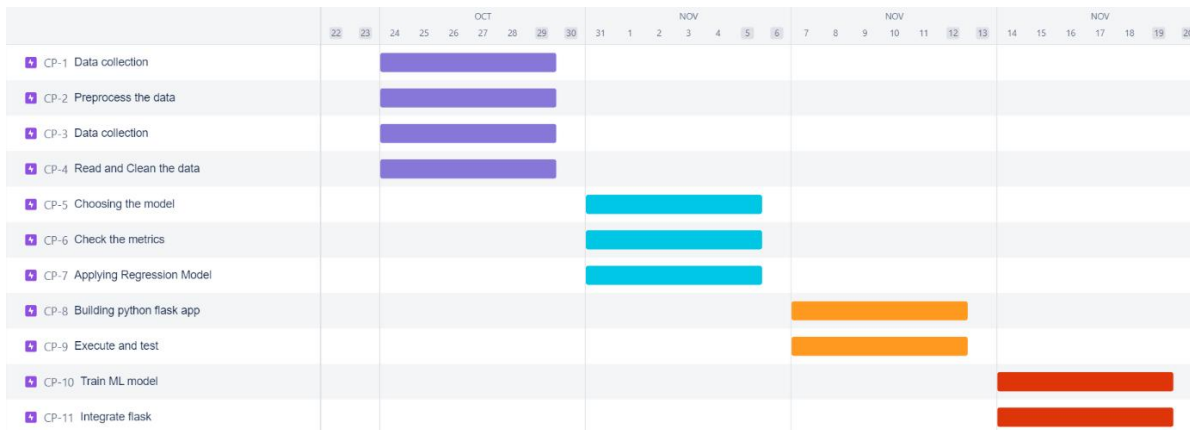 OCT NOV NOV NOV
22 23 24 25 26 27 28 29 30 31 1 2 3 4 5 6 7 8 9 10 11 12 13 14 15 16 17 18 19 20
CP-1 Data collection
CP-2 Preprocess the data
CP-3 Data collection
CP-4 Read and Clean the data
CP-5 Choosing the model
CP-6 Check the metrics
CP-7 Applying Regression Model
CP-8 Building python flask app
CP-9 Execute and test
CP-10 Train ML model
CP-11 Integrate flask